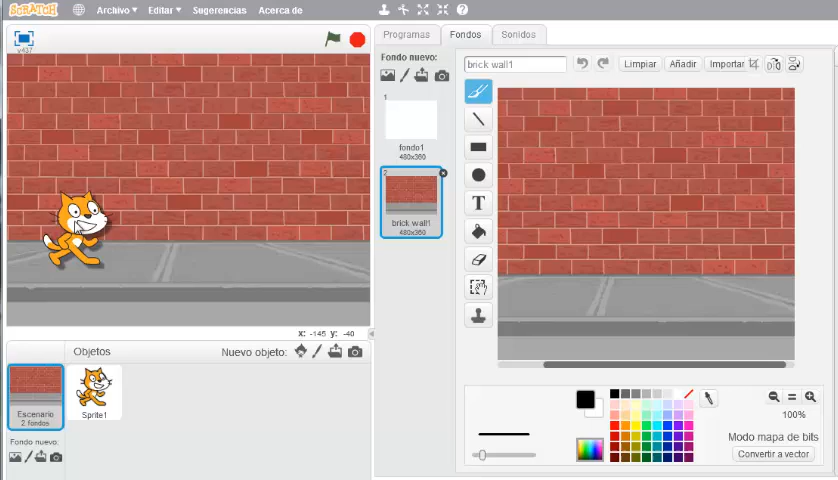 SCRATCH Archivo Editar Sugerencias Acerca de
v437
Programas Fondos Sonidos
Fondo nuevo:
brick wall1 Limpiar Añadir Importar
1
fondo1
480x360
2
brick wall1
480x360
T
x: -145 y: -40
Objetos Nuevo objeto:
Escenario
2 fondos
Sprite1
Fondo nuevo:
100%
Modo mapa de bits
Convertir a vector